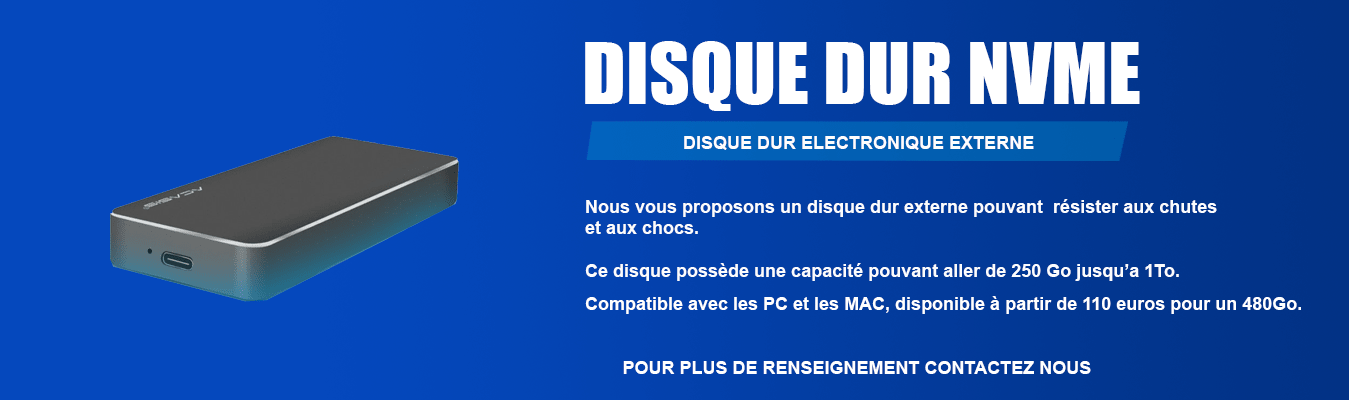 DISQUE DUR NVME
DISQUE DUR ELECTRONIQUE EXTERNE
Nous vous proposons un disque dur externe pouvant  résister aux chutes
et aux chocs.
Ce disque possède une capacité pouvant aller de 250 Go jusqu’a 1To.
Compatible avec les PC et les MAC, disponible à partir de 110 euros pour un 480Go.
POUR PLUS DE RENSEIGNEMENT CONTACTEZ NOUS
ACASIS